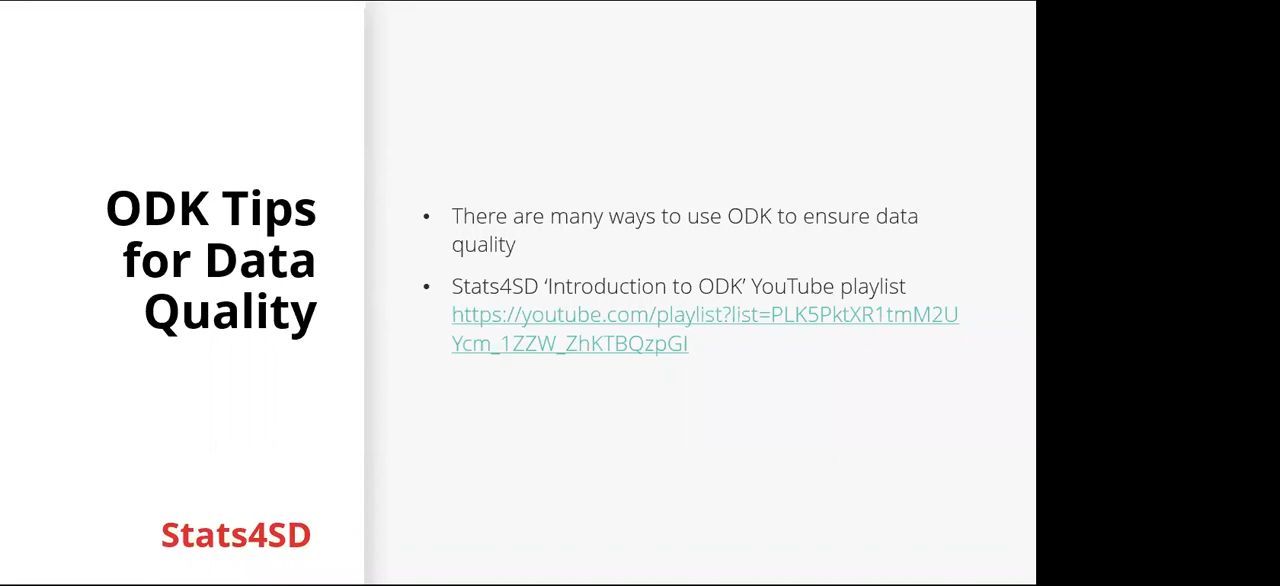 ODK Tips
for Data
Quality
• There are many ways to use ODK to ensure data
quality
• Stats4SD ‘Introduction to ODK’ YouTube playlist
https://youtube.com/playlist?list=PLK5PktXR1tmM2U
Ycm_1ZZW_ZhKTBQzpGI
Stats4SD